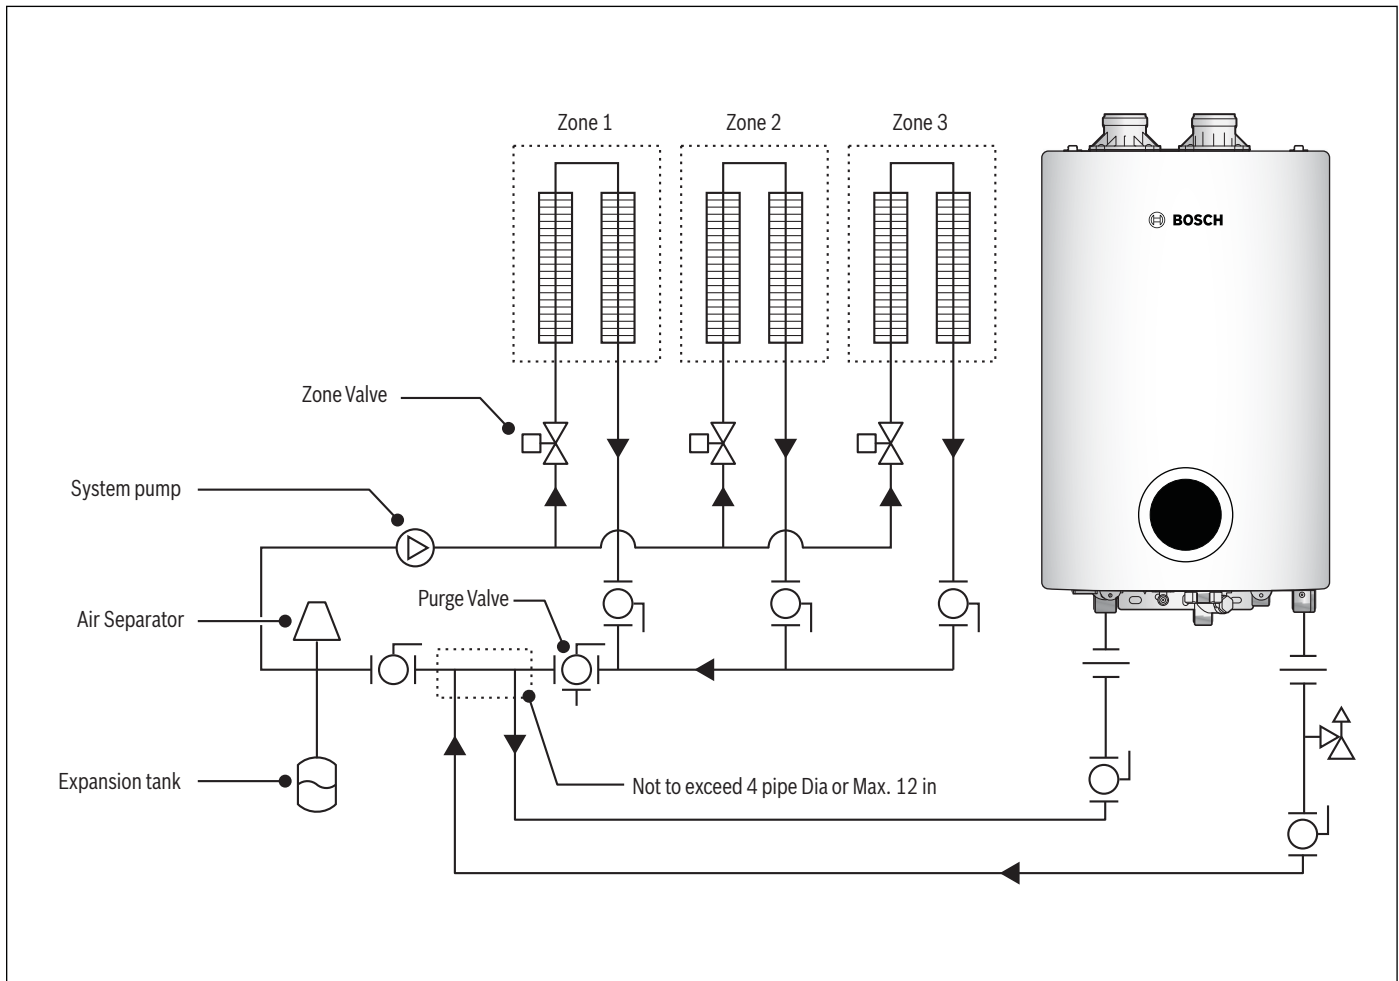 Zone 1
Zone 2
Zone 3
BOSCH
Zone Valve
System pump
Purge Valve
Air Separator
Expansion tank
Not to exceed 4 pipe Dia or Max. 12 in